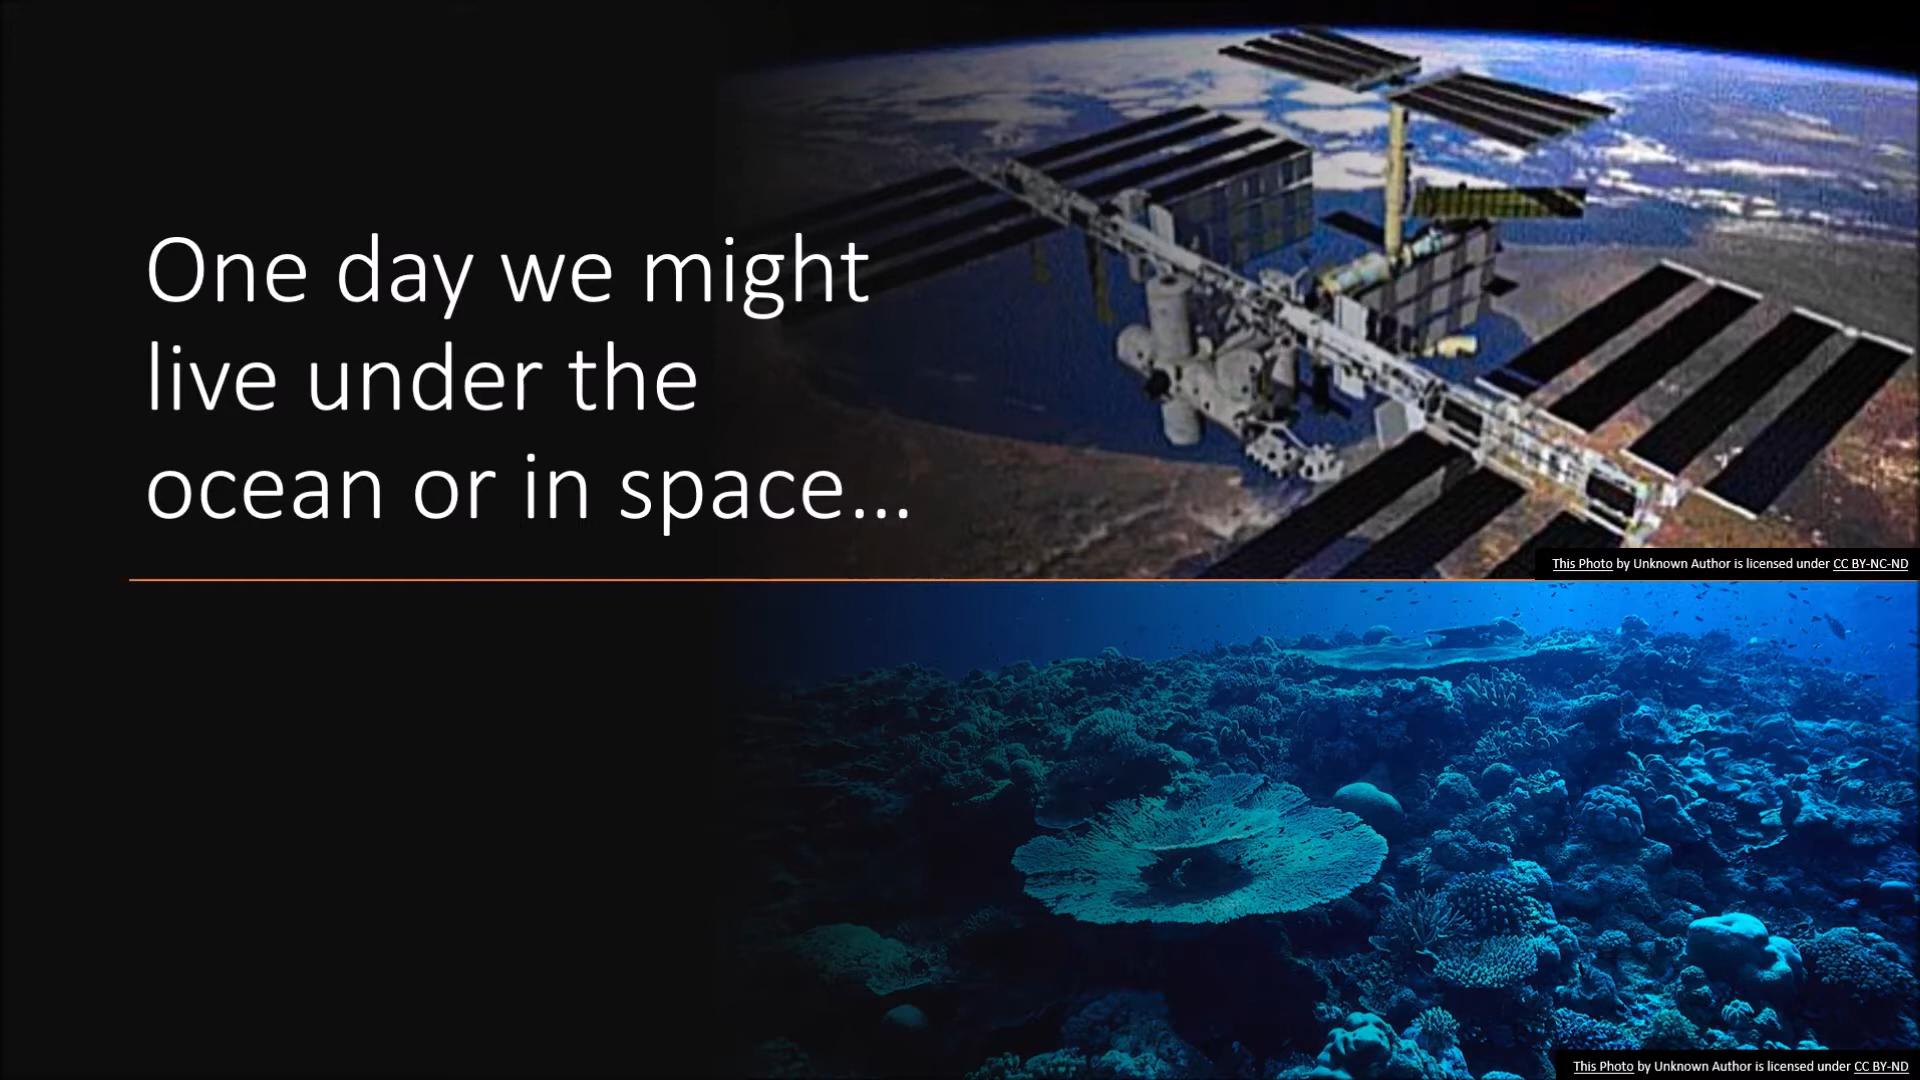 One day we might
live under the
ocean or in space...
This Photo by Unknown Author is licensed under CC BY-NC-ND
This Photo by Unknown Author is licensed under CC BY-ND